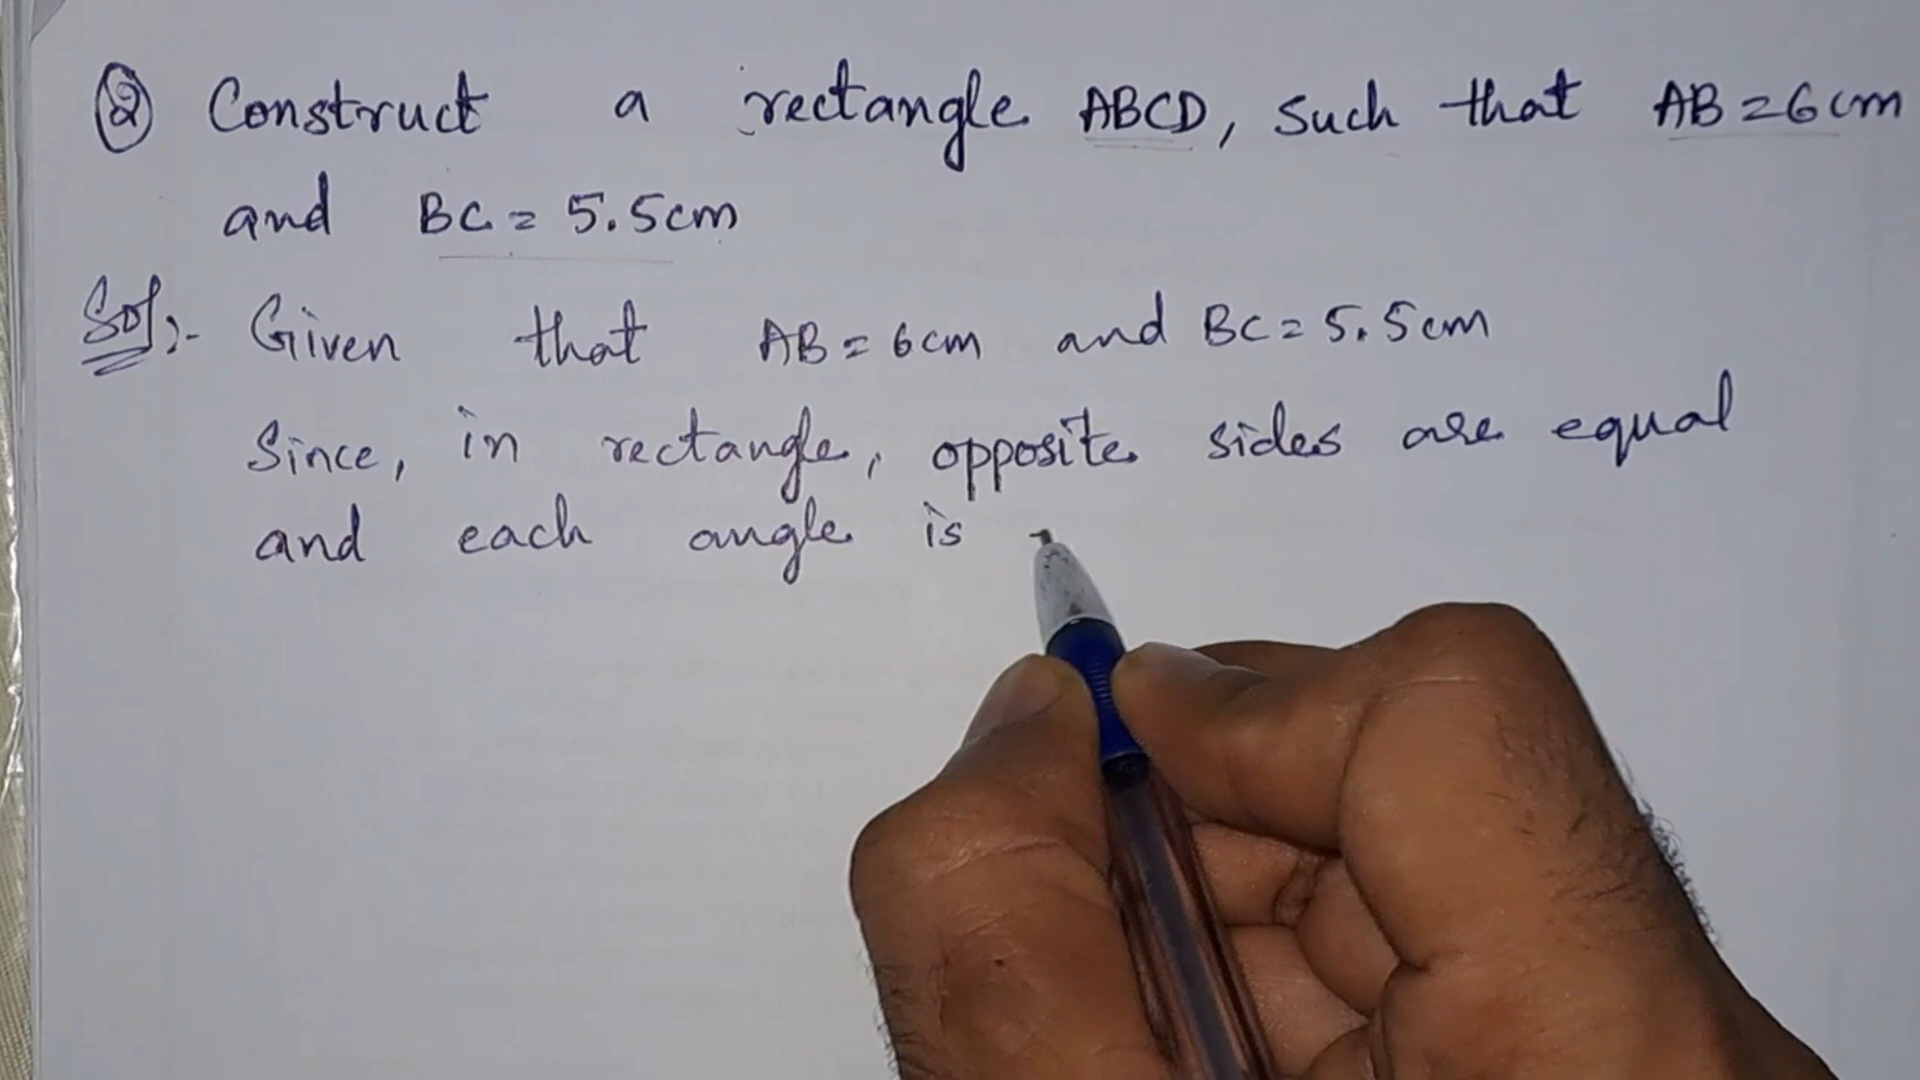 ② Construct a rectangle ABCD, such that AB = 6cm
and BC = 5.5cm
Sol:- Given that AB = 6cm and BC = 5.5cm
Since, in rectangle, opposite sides are equal
and each angle is